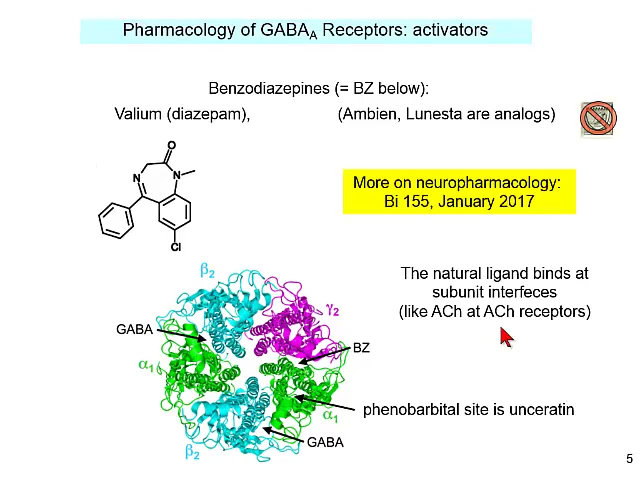 Pharmacology of GABAA Receptors: activators
Benzodiazepines (= BZ below):
Valium (diazepam), (Ambien, Lunesta are analogs)
O
N
N
Cl
More on neuropharmacology:
Bi 155, January 2017
The natural ligand binds at
subunit interfeces
(like ACh at ACh receptors)
β2
γ2
GABA
BZ
α1
phenobarbital site is unceratin
α1
GABA
β2
5